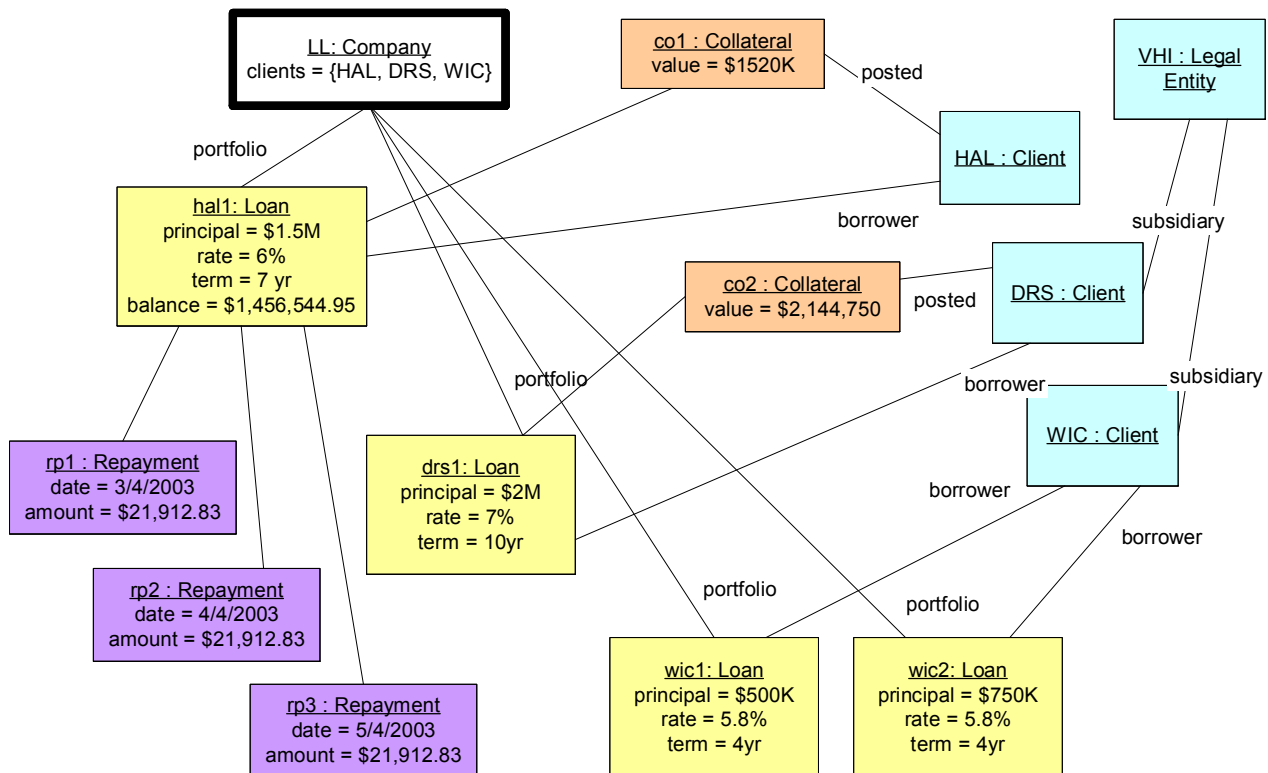 LL: Company
clients = {HAL, DRS, WIC}
co1 : Collateral
value = $1520K
VHI : Legal
Entity
posted
portfolio
HAL : Client
hal1: Loan
principal = $1.5M
rate = 6%
term = 7 yr
balance = $1,456,544.95
borrower
subsidiary
co2 : Collateral
value = $2,144,750
posted
DRS : Client
portfolio
borrower
subsidiary
WIC : Client
rp1 : Repayment
date = 3/4/2003
amount = $21,912.83
drs1: Loan
principal = $2M
rate = 7%
term = 10yr
borrower
borrower
rp2 : Repayment
date = 4/4/2003
amount = $21,912.83
portfolio
portfolio
rp3 : Repayment
date = 5/4/2003
amount = $21,912.83
wic1: Loan
principal = $500K
rate = 5.8%
term = 4yr
wic2: Loan
principal = $750K
rate = 5.8%
term = 4yr